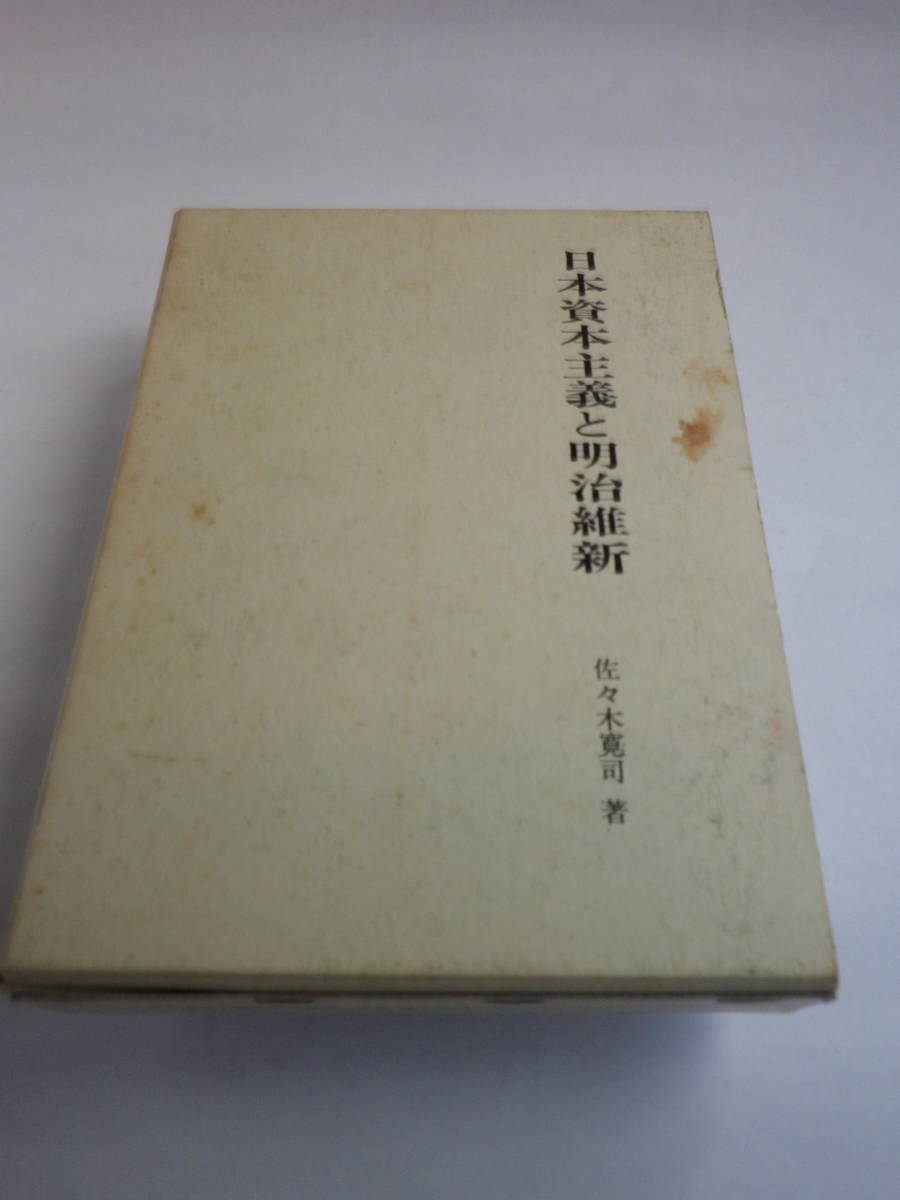 日本資本主義と明治維新
佐々木寛司 著